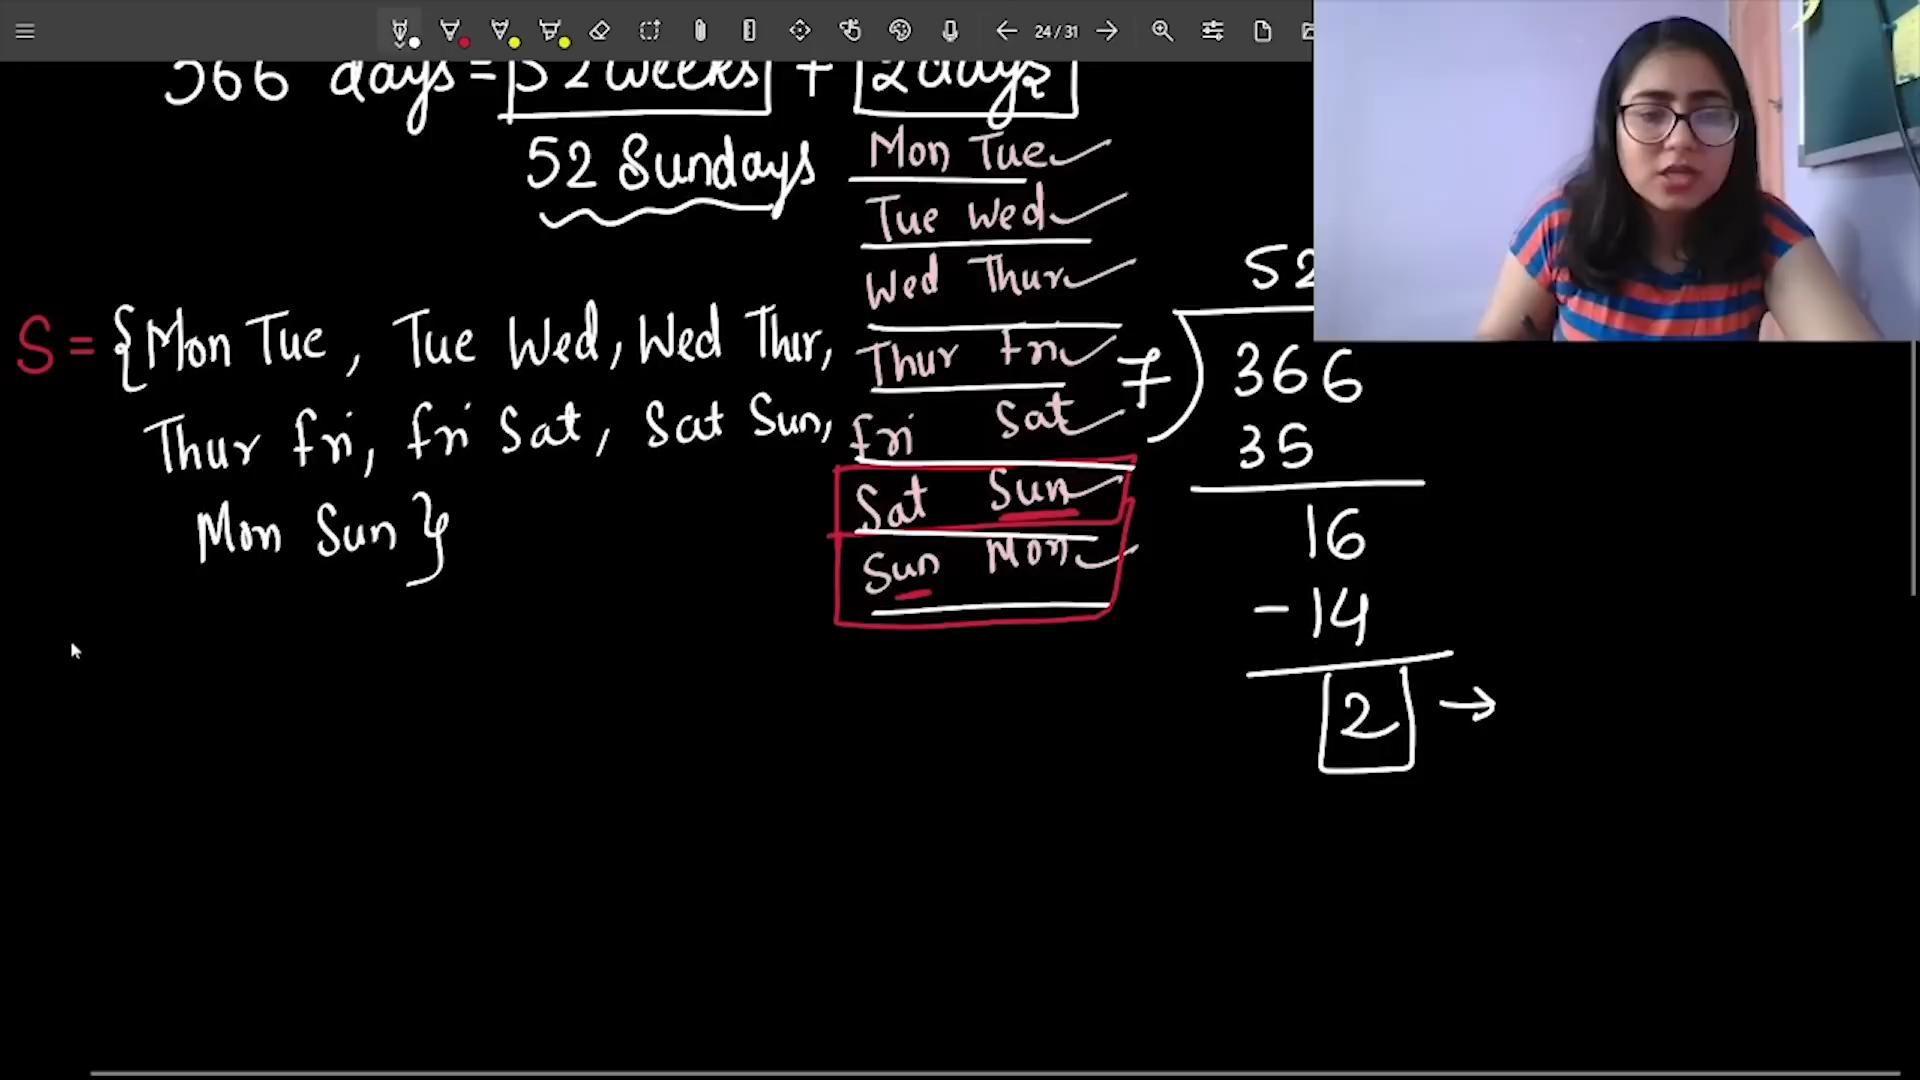 24/31
366 days = 52 weeks + 2 days
52 Sundays
Mon Tue
Tue Wed
Wed Thur
Thur Fri
Fri Sat
Sat Sun
Sun Mon
S = {Mon Tue, Tue Wed, Wed Thur,
Thur Fri, Fri Sat, Sat Sun,
Mon Sun}
52
7) 366
35
16
- 14
2 →